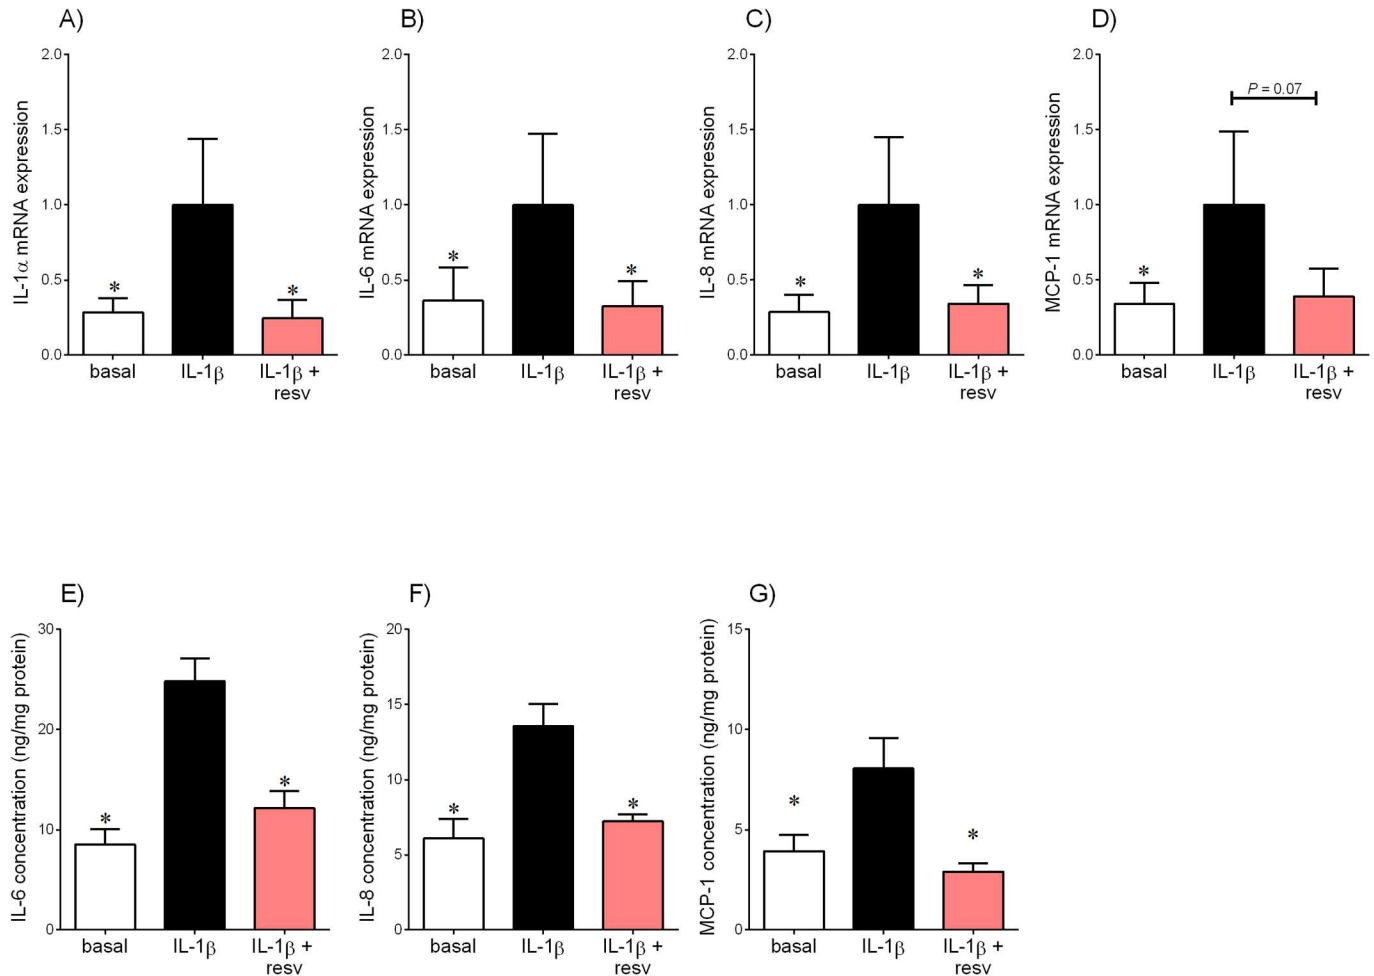 A)
IL-1α mRNA expression
2.0
1.5
1.0
0.5
0.0
*
*
basal
IL-1β
IL-1β +
resv
B)
IL-6 mRNA expression
2.0
1.5
1.0
0.5
0.0
*
*
basal
IL-1β
IL-1β +
resv
C)
IL-8 mRNA expression
2.0
1.5
1.0
0.5
0.0
*
*
basal
IL-1β
IL-1β +
resv
D)
MCP-1 mRNA expression
2.0
1.5
1.0
0.5
0.0
P = 0.07
*
basal
IL-1β
IL-1β +
resv
E)
IL-6 concentration (ng/mg protein)
30
20
10
0
*
*
basal
IL-1β
IL-1β +
resv
F)
IL-8 concentration (ng/mg protein)
20
15
10
5
0
*
*
basal
IL-1β
IL-1β +
resv
G)
MCP-1 concentration (ng/mg protein)
15
10
5
0
*
*
basal
IL-1β
IL-1β +
resv